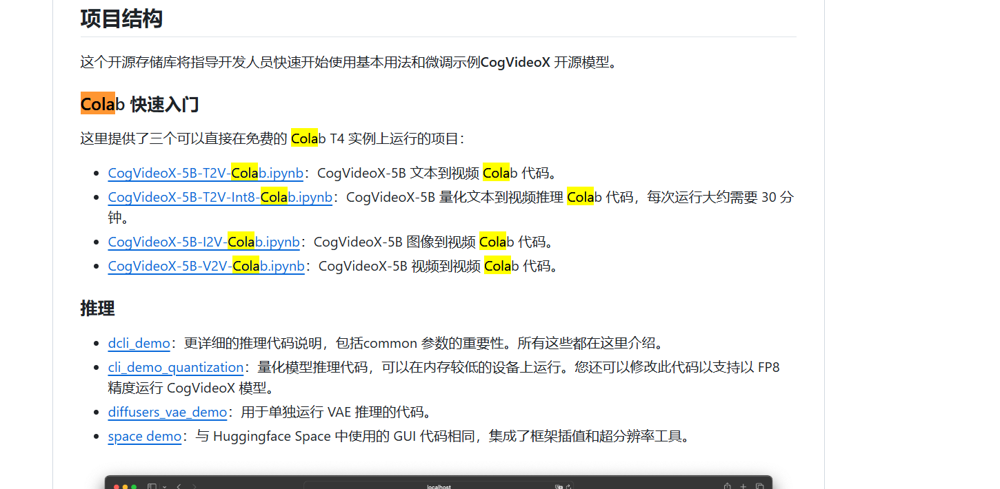 项目结构
这个开源存储库将指导开发人员快速开始使用基本用法和微调示例CogVideoX 开源模型。
Colab 快速入门
这里提供了三个可以直接在免费的 Colab T4 实例上运行的项目：
CogVideoX-5B-T2V-Colab.ipynb：CogVideoX-5B 文本到视频 Colab 代码。
CogVideoX-5B-T2V-Int8-Colab.ipynb：CogVideoX-5B 量化文本到视频推理 Colab 代码，每次运行大约需要 30 分
钟。
CogVideoX-5B-I2V-Colab.ipynb：CogVideoX-5B 图像到视频 Colab 代码。
CogVideoX-5B-V2V-Colab.ipynb：CogVideoX-5B 视频到视频 Colab 代码。
推理
dcli_demo：更详细的推理代码说明，包括common 参数的重要性。所有这些都在这里介绍。
cli_demo_quantization：量化模型推理代码，可以在内存较低的设备上运行。您还可以修改此代码以支持以 FP8
精度运行 CogVideoX 模型。
diffusers_vae_demo：用于单独运行 VAE 推理的代码。
space demo：与 Huggingface Space 中使用的 GUI 代码相同，集成了框架插值和超分辨率工具。
localhost